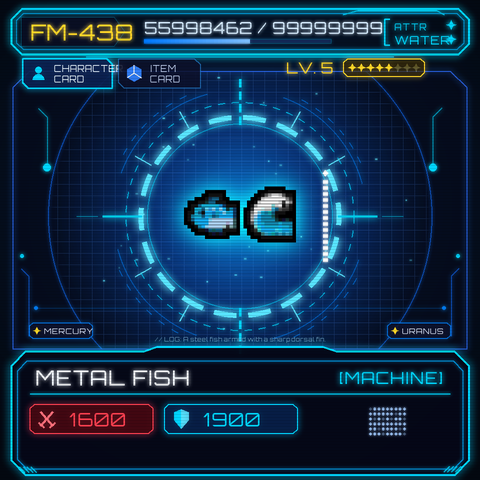 FM-438
55998462 / 99999999
ATTR
WATER
CHARACTER
CARD
ITEM
CARD
LV.5
MERCURY
URANUS
// LOG: A steel fish armed with a sharp dorsal fin
METAL FISH
[MACHINE]
1600
1900